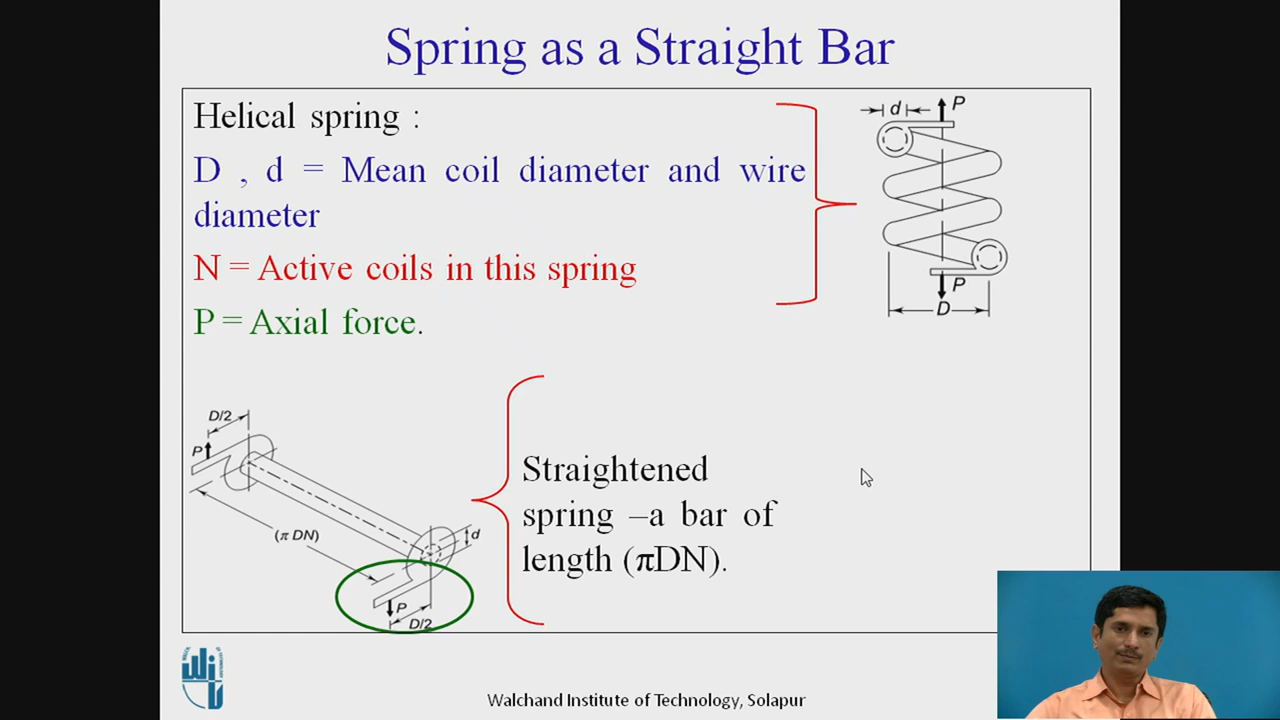 Spring as a Straight Bar
Helical spring :
D , d = Mean coil diameter and wire
diameter
N = Active coils in this spring
P = Axial force.
d
P
P
D
D/2
P
(π DN)
d
P
D/2
Straightened
spring –a bar of
length (πDN).
Walchand Institute of Technology, Solapur